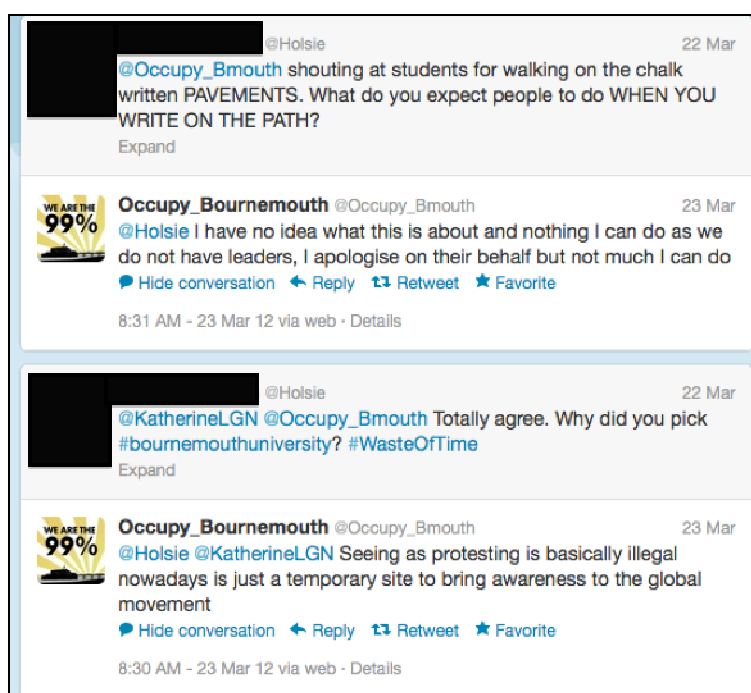 @Holsie 22 Mar
@Occupy_Bmouth shouting at students for walking on the chalk
written PAVEMENTS. What do you expect people to do WHEN YOU
WRITE ON THE PATH?
Expand
WE ARE THE
99%
Occupy_Bournemouth @Occupy_Bmouth 23 Mar
@Holsie I have no idea what this is about and nothing I can do as we
do not have leaders, I apologise on their behalf but not much I can do
Hide conversation Reply Retweet Favorite
8:31 AM - 23 Mar 12 via web · Details
@Holsie 22 Mar
@KatherineLGN @Occupy_Bmouth Totally agree. Why did you pick
#bournemouthuniversity? #WasteOfTime
Expand
WE ARE THE
99%
Occupy_Bournemouth @Occupy_Bmouth 23 Mar
@Holsie @KatherineLGN Seeing as protesting is basically illegal
nowadays is just a temporary site to bring awareness to the global
movement
Hide conversation Reply Retweet Favorite
8:30 AM - 23 Mar 12 via web · Details